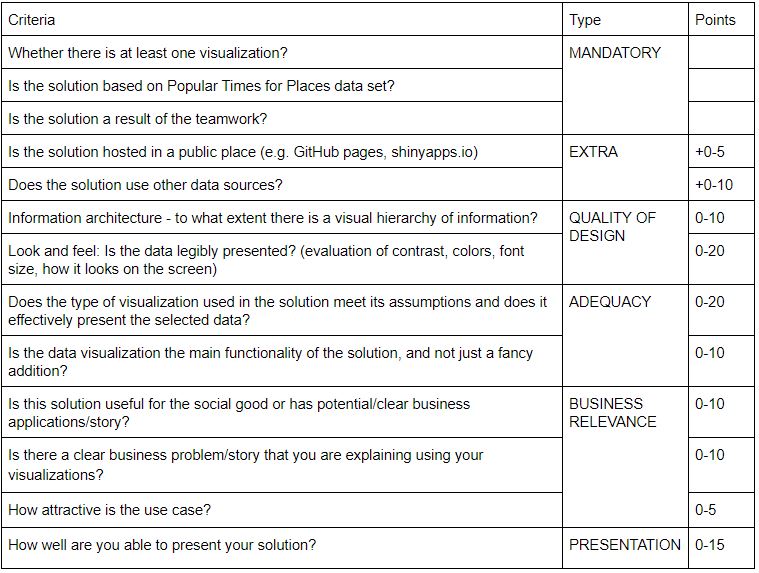 Criteria Type Points
Whether there is at least one visualization? MANDATORY
Is the solution based on Popular Times for Places data set?
Is the solution a result of the teamwork?
Is the solution hosted in a public place (e.g. GitHub pages, shinyapps.io) EXTRA +0-5
Does the solution use other data sources? +0-10
Information architecture - to what extent there is a visual hierarchy of information? QUALITY OF 0-10
DESIGN
Look and feel: Is the data legibly presented? (evaluation of contrast, colors, font 0-20
size, how it looks on the screen)
Does the type of visualization used in the solution meet its assumptions and does it ADEQUACY 0-20
effectively present the selected data?
Is the data visualization the main functionality of the solution, and not just a fancy 0-10
addition?
Is this solution useful for the social good or has potential/clear business BUSINESS 0-10
applications/story? RELEVANCE
Is there a clear business problem/story that you are explaining using your 0-10
visualizations?
How attractive is the use case? 0-5
How well are you able to present your solution? PRESENTATION 0-15